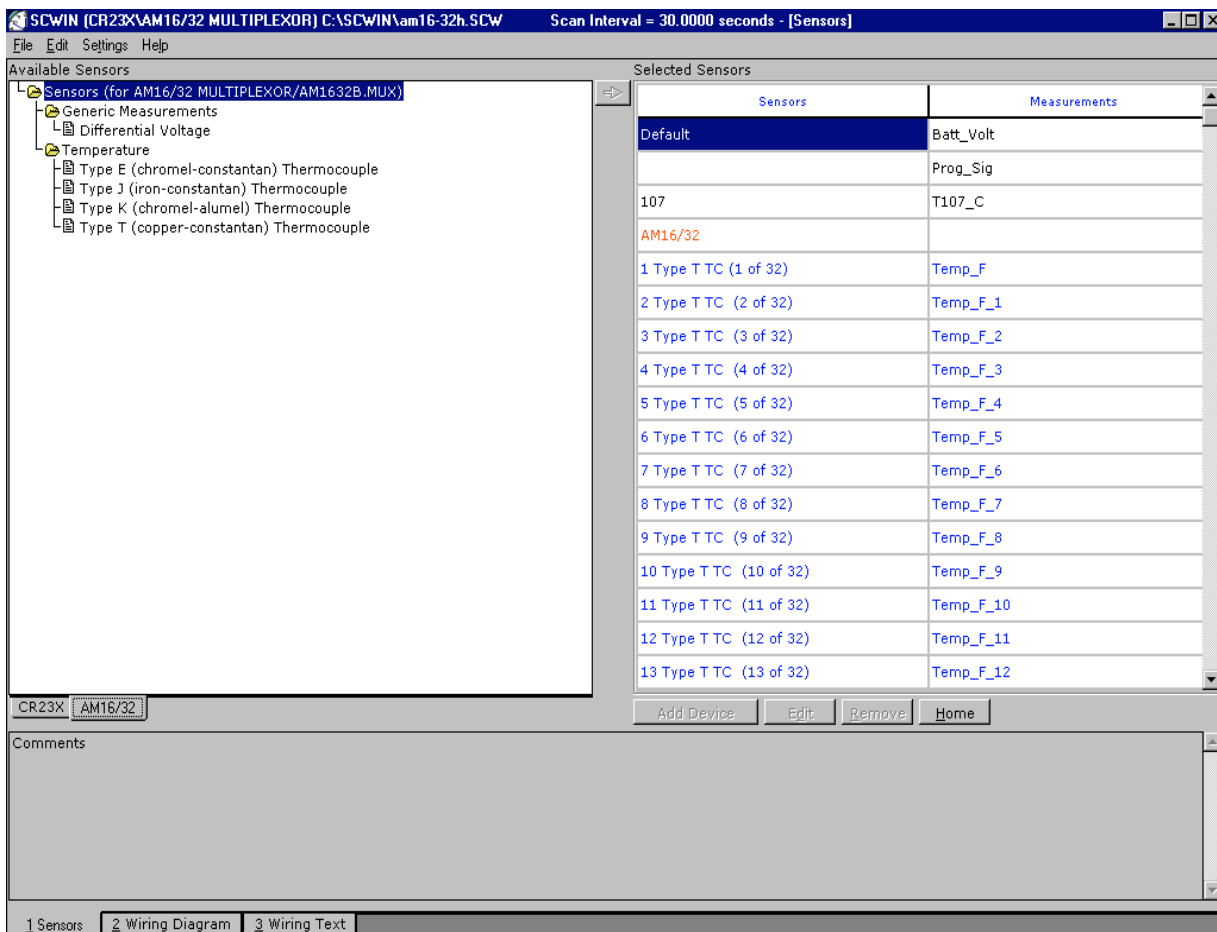 SCWIN (CR23X\AM16/32 MULTIPLEXOR) C:\SCWIN\am16-32h.SCW Scan Interval = 30.0000 seconds - [Sensors]
File Edit Settings Help
Available Sensors
Sensors (for AM16/32 MULTIPLEXOR/AM1632B.MUX)
Generic Measurements
Differential Voltage
Temperature
Type E (chromel-constantan) Thermocouple
Type J (iron-constantan) Thermocouple
Type K (chromel-alumel) Thermocouple
Type T (copper-constantan) Thermocouple
CR23X AM16/32
Selected Sensors
Sensors Measurements
Default Batt_Volt
Prog_Sig
107 T107_C
AM16/32
1 Type T TC (1 of 32) Temp_F
2 Type T TC (2 of 32) Temp_F_1
3 Type T TC (3 of 32) Temp_F_2
4 Type T TC (4 of 32) Temp_F_3
5 Type T TC (5 of 32) Temp_F_4
6 Type T TC (6 of 32) Temp_F_5
7 Type T TC (7 of 32) Temp_F_6
8 Type T TC (8 of 32) Temp_F_7
9 Type T TC (9 of 32) Temp_F_8
10 Type T TC (10 of 32) Temp_F_9
11 Type T TC (11 of 32) Temp_F_10
12 Type T TC (12 of 32) Temp_F_11
13 Type T TC (13 of 32) Temp_F_12
Add Device Edit Remove Home
Comments
1 Sensors 2 Wiring Diagram 3 Wiring Text